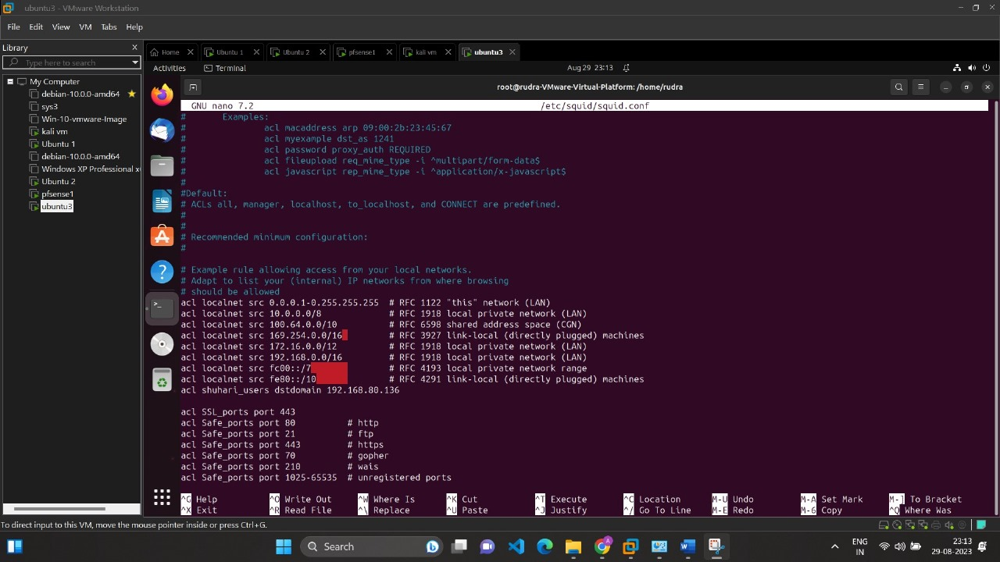 ubuntu3 - VMware Workstation
File Edit View VM Tabs Help
Library
Type here to search
My Computer
debian-10.0.0-amd64
sys3
Win-10-vmware-Image
kali vm
Ubuntu 1
debian-10.0.0-amd64
Windows XP Professional x
Ubuntu 2
pfsense1
ubuntu3
Home Ubuntu 1 Ubuntu 2 pfsense1 kali vm ubuntu3
Activities Terminal Aug 29 23:13
root@rudra-VMware-Virtual-Platform: /home/rudra
GNU nano 7.2 /etc/squid/squid.conf
# Examples:
# acl macaddress arp 09:00:2b:23:45:67
# acl myexample dst_as 1241
# acl password proxy_auth REQUIRED
# acl fileupload req_mime_type -i ^multipart/form-data$
# acl javascript rep_mime_type -i ^application/x-javascript$
#
#Default:
# ACLs all, manager, localhost, to_localhost, and CONNECT are predefined.
#
#
# Recommended minimum configuration:
#
# Example rule allowing access from your local networks.
# Adapt to list your (internal) IP networks from where browsing
# should be allowed
acl localnet src 0.0.0.1-0.255.255.255 # RFC 1122 "this" network (LAN)
acl localnet src 10.0.0.0/8 # RFC 1918 local private network (LAN)
acl localnet src 100.64.0.0/10 # RFC 6598 shared address space (CGN)
acl localnet src 169.254.0.0/16 # RFC 3927 link-local (directly plugged) machines
acl localnet src 172.16.0.0/12 # RFC 1918 local private network (LAN)
acl localnet src 192.168.0.0/16 # RFC 1918 local private network (LAN)
acl localnet src fc00::/7 # RFC 4193 local private network range
acl localnet src fe80::/10 # RFC 4291 link-local (directly plugged) machines
acl shuhari_users dstdomain 192.168.80.136
acl SSL_ports port 443
acl Safe_ports port 80 # http
acl Safe_ports port 21 # ftp
acl Safe_ports port 443 # https
acl Safe_ports port 70 # gopher
acl Safe_ports port 210 # wais
acl Safe_ports port 1025-65535 # unregistered ports
^G Help ^O Write Out ^W Where Is ^K Cut ^T Execute ^C Location M-U Undo M-A Set Mark M-] To Bracket
^X Exit ^R Read File ^\ Replace ^U Paste ^J Justify ^/ Go To Line M-E Redo M-6 Copy ^Q Where Was
To direct input to this VM, move the mouse pointer inside or press Ctrl+G.
Search
ENG
IN
23:13
29-08-2023